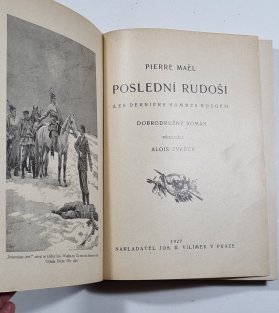 PIERRE MAËL
POSLEDNÍ RUDOŠI
(LES DERNIERS HOMMES ROUGES)
DOBRODRUŽNÝ ROMÁN
PŘELOŽIL
ALOIS TVRDEK
1927
NAKLADATEL JOS. R. VILÍMEK V PRAZE